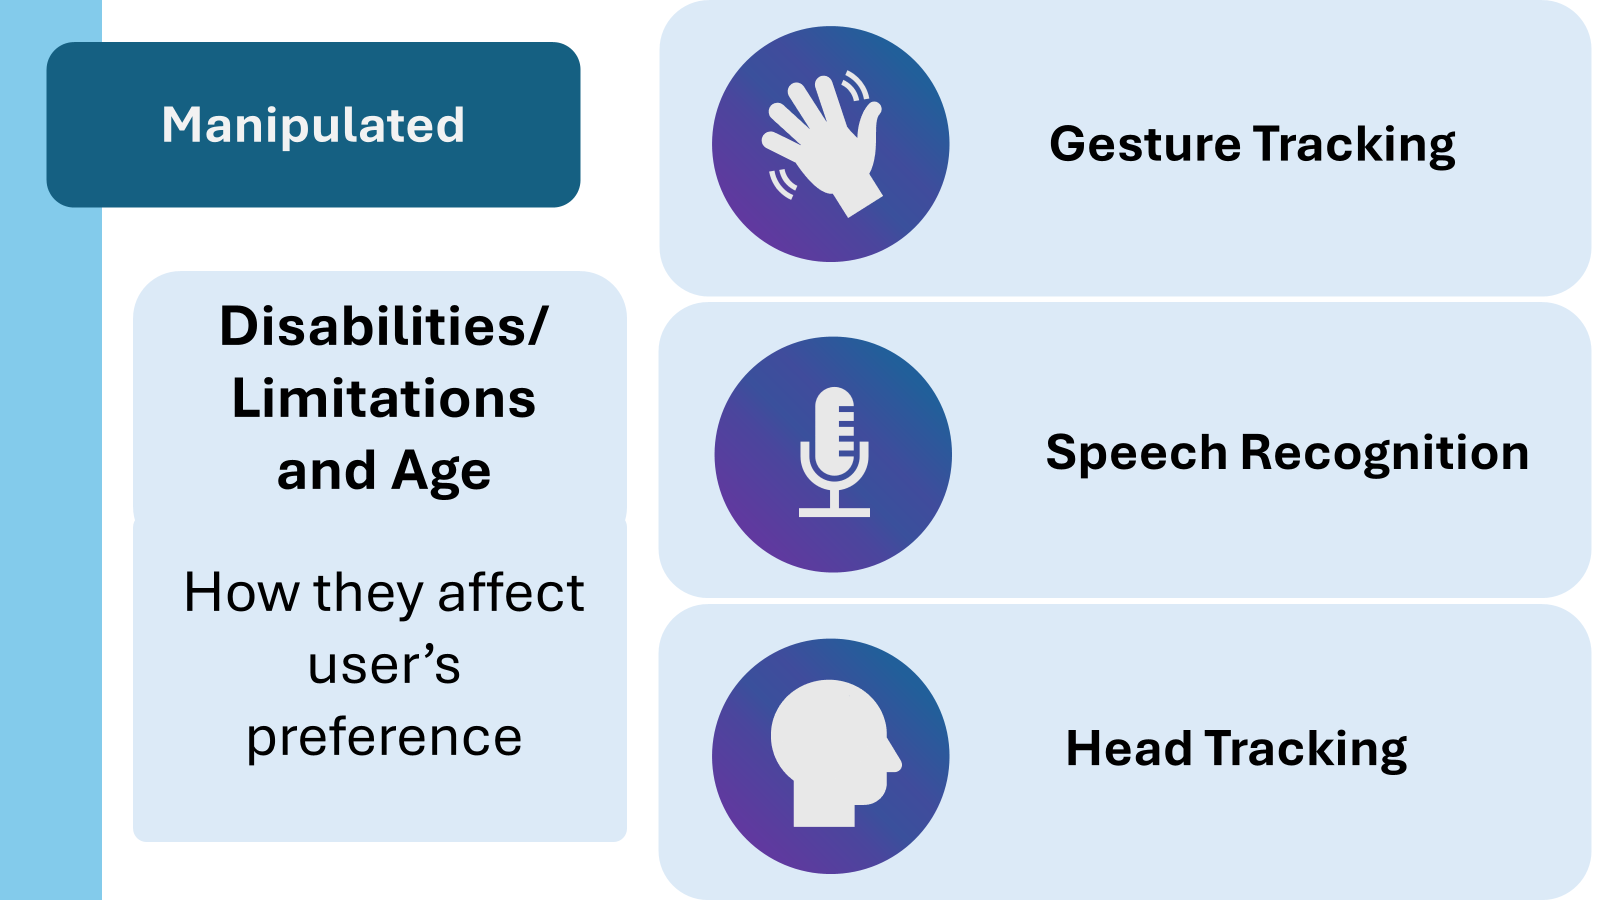 Manipulated
Disabilities/
Limitations
and Age
How they affect
user’s
preference
Gesture Tracking
Speech Recognition
Head Tracking